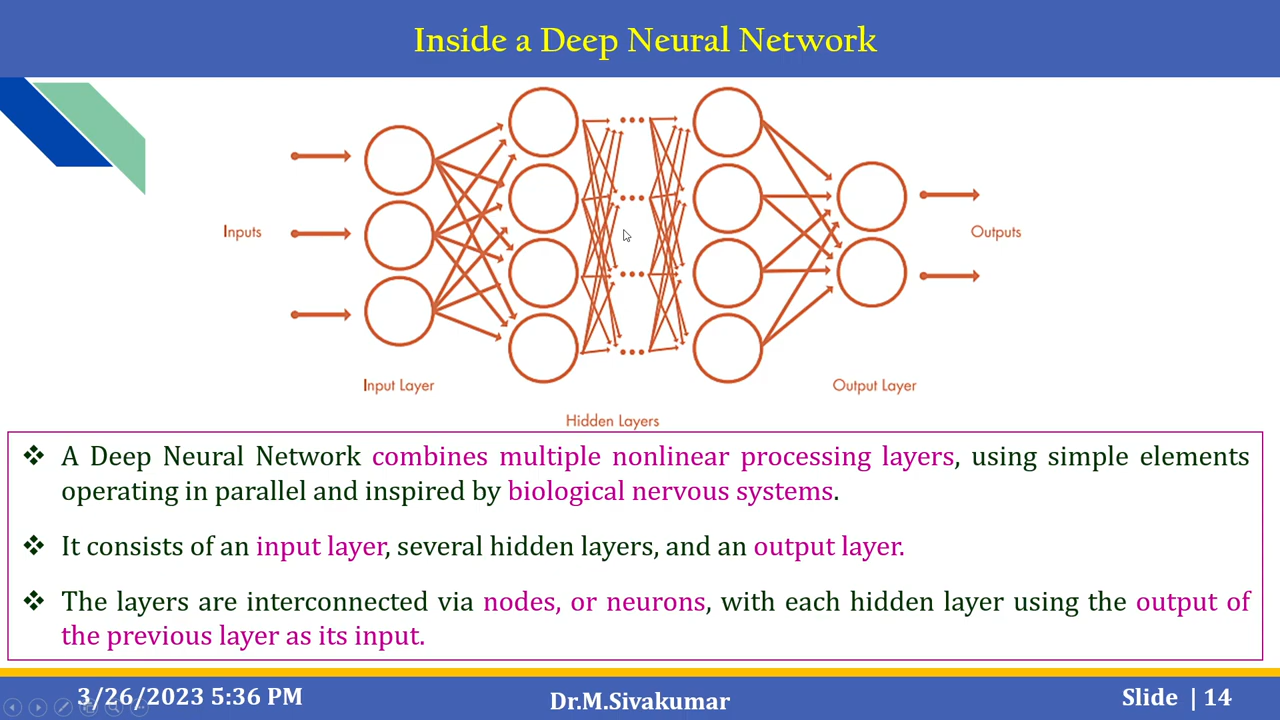 Inside a Deep Neural Network
Inputs
Outputs
Input Layer
Output Layer
Hidden Layers
❖ A Deep Neural Network combines multiple nonlinear processing layers, using simple elements
operating in parallel and inspired by biological nervous systems.
❖ It consists of an input layer, several hidden layers, and an output layer.
❖ The layers are interconnected via nodes, or neurons, with each hidden layer using the output of
the previous layer as its input.
3/26/2023 5:36 PM
Dr.M.Sivakumar
Slide | 14